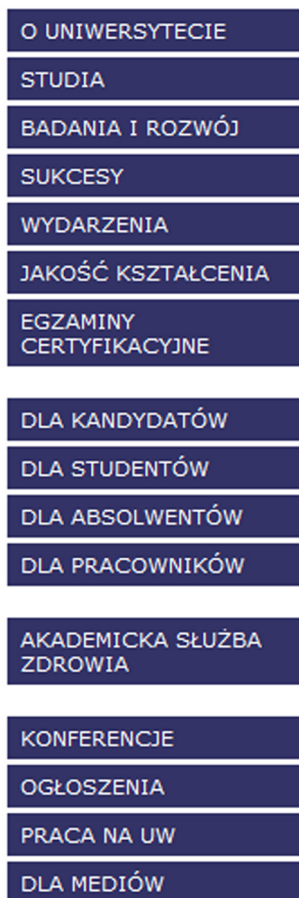 O UNIWERSYTECIE
STUDIA
BADANIA I ROZWÓJ
SUKCESY
WYDARZENIA
JAKOŚĆ KSZTAŁCENIA
EGZAMINY
CERTYFIKACYJNE
DLA KANDYDATÓW
DLA STUDENTÓW
DLA ABSOLWENTÓW
DLA PRACOWNIKÓW
AKADEMICKA SŁUŻBA
ZDROWIA
KONFERENCJE
OGŁOSZENIA
PRACA NA UW
DLA MEDIÓW